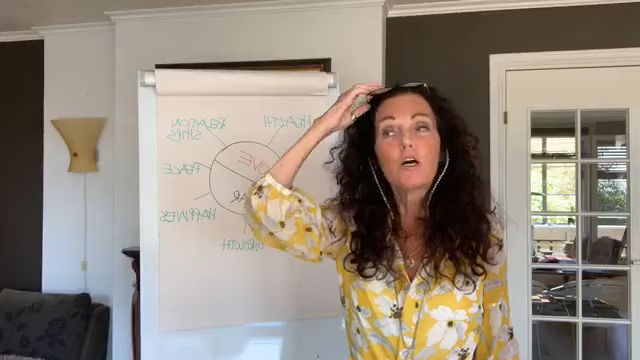 RELATION
SHIPS
HEALTH
LOVE
PEACE
HAPPINESS
GROWTH